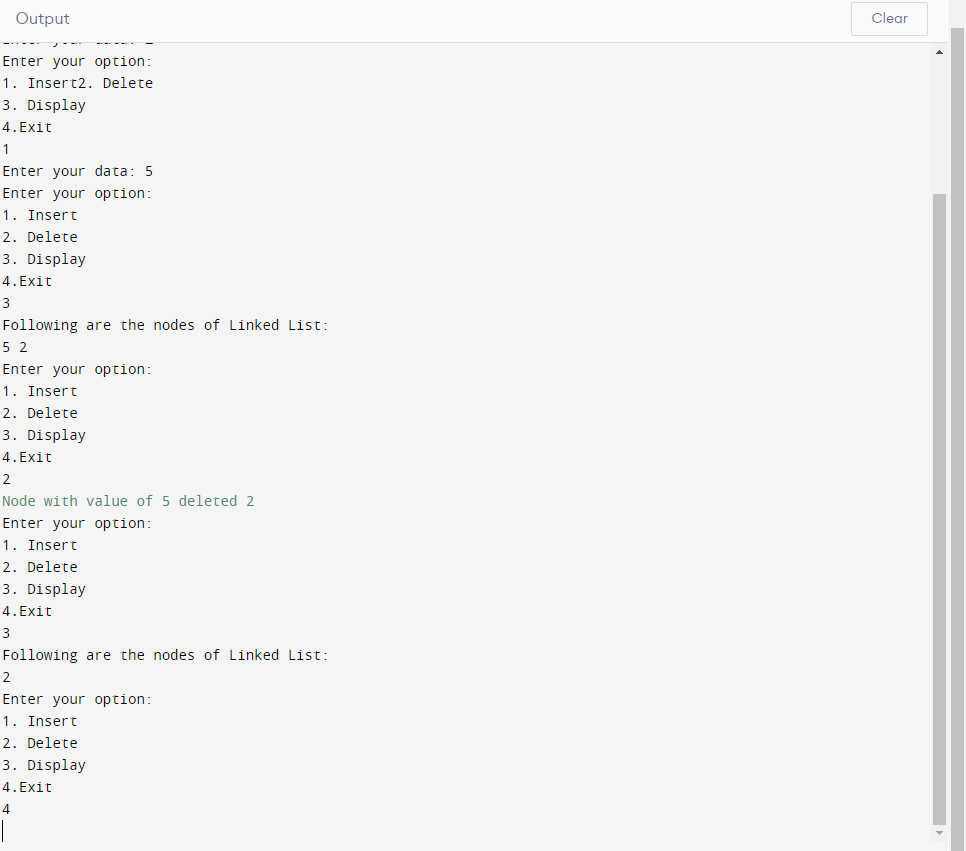 Output
Clear
Enter your data: 2
Enter your option:
1. Insert2. Delete
3. Display
4.Exit
1
Enter your data: 5
Enter your option:
1. Insert
2. Delete
3. Display
4.Exit
3
Following are the nodes of Linked List:
5 2
Enter your option:
1. Insert
2. Delete
3. Display
4.Exit
2
Node with value of 5 deleted 2
Enter your option:
1. Insert
2. Delete
3. Display
4.Exit
3
Following are the nodes of Linked List:
2
Enter your option:
1. Insert
2. Delete
3. Display
4.Exit
4